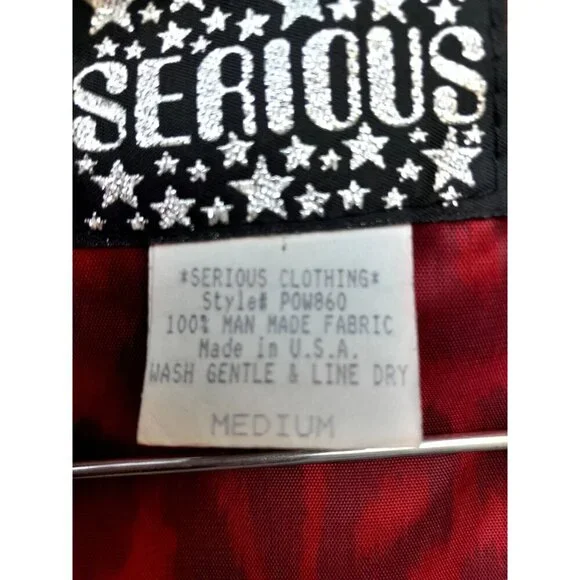 SERIOUS
*SERIOUS CLOTHING*
Style# POW860
100% MAN MADE FABRIC
Made in U.S.A.
WASH GENTLE & LINE DRY
MEDIUM